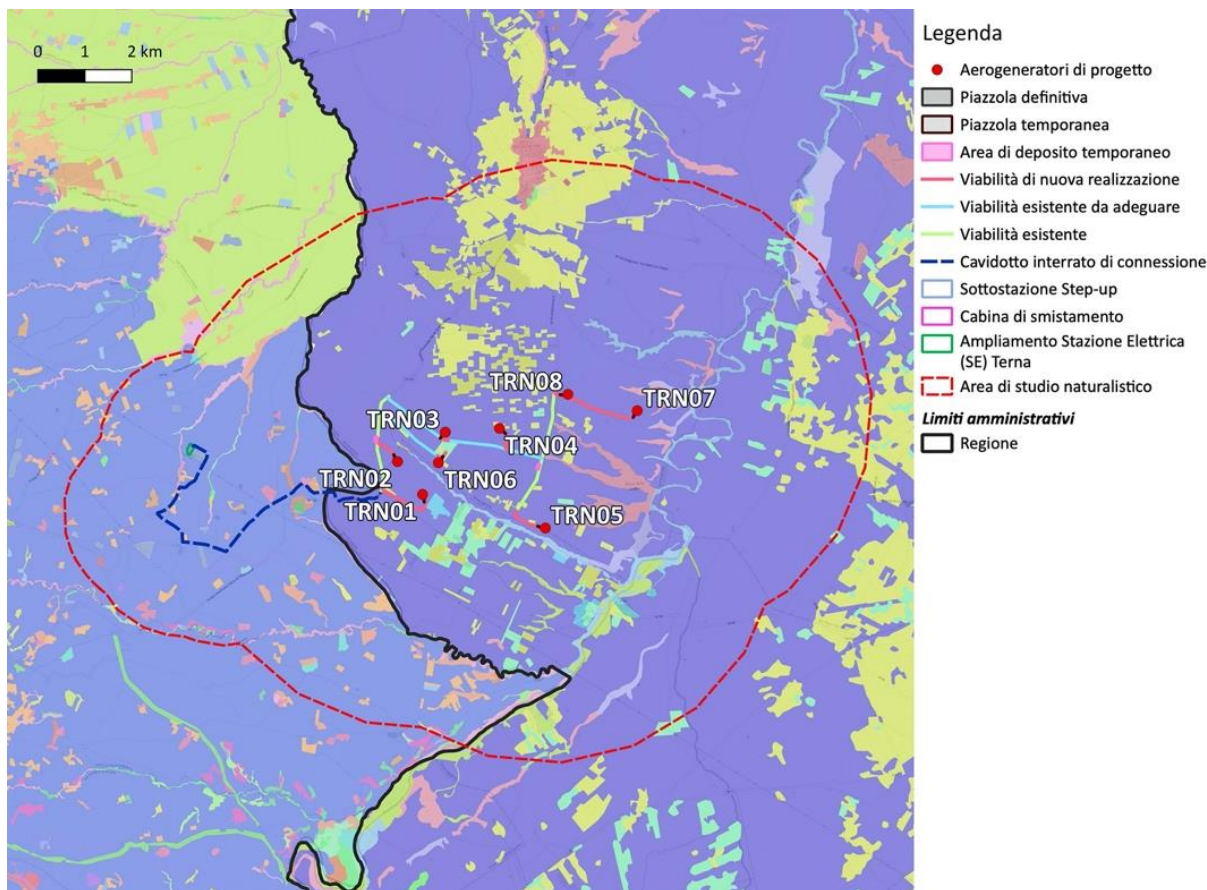 0 1 2 km
TRN08
TRN07
TRN03
TRN04
TRN02
TRN06
TRN01
TRN05
Legenda
Aerogeneratori di progetto
Piazzola definitiva
Piazzola temporanea
Area di deposito temporaneo
Viabilità di nuova realizzazione
Viabilità esistente da adeguare
Viabilità esistente
Cavidotto interrato di connessione
Sottostazione Step-up
Cabina di smistamento
Ampliamento Stazione Elettrica
(SE) Terna
Area di studio naturalistico
Limiti amministrativi
Regione